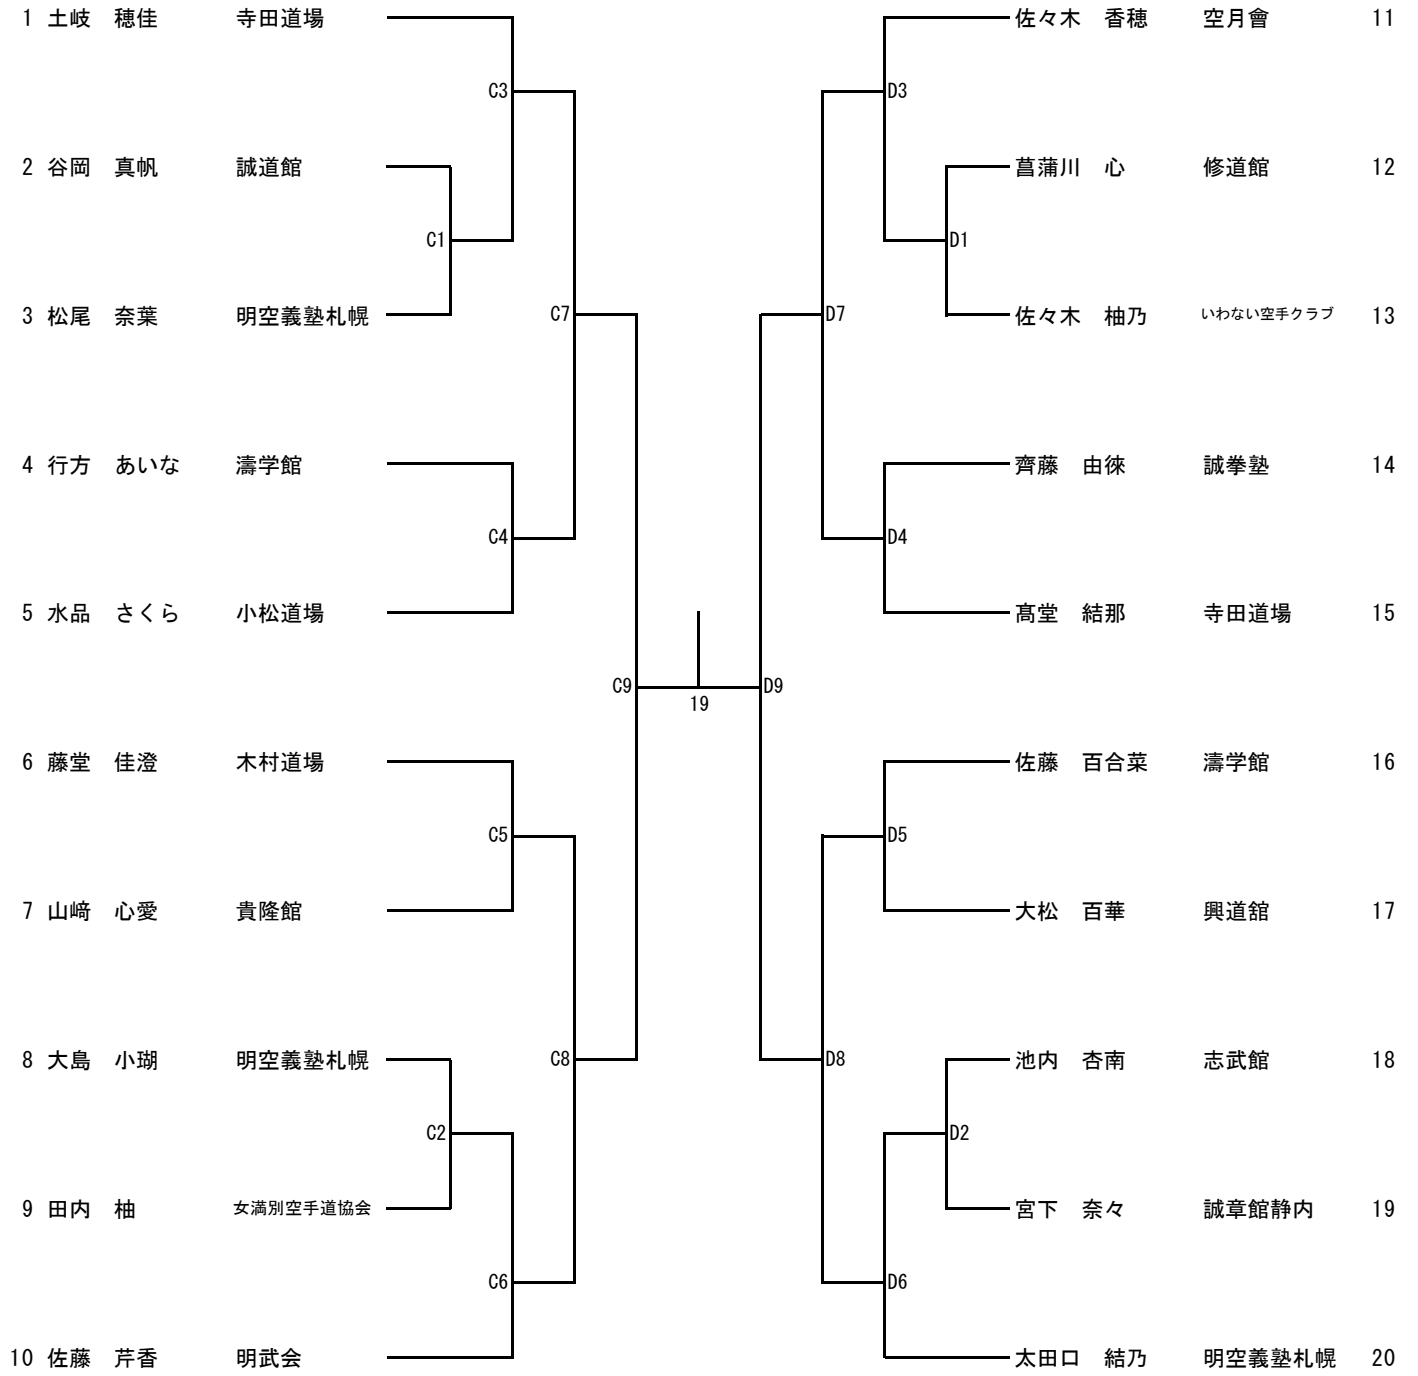 1 土岐　穂佳 寺田道場
C3
2 谷岡　真帆 誠道館
C1
3 松尾　奈葉 明空義塾札幌
C7
4 行方　あいな 濤学館
C4
5 水品　さくら 小松道場
C9
6 藤堂　佳澄 木村道場
C5
7 山﨑　心愛 貴隆館
8 大島　小瑚 明空義塾札幌
C8
C2
9 田内　柚 女満別空手道協会
C6
10 佐藤　芹香 明武会
19
佐々木　香穂 空月會 11
D3
菖蒲川　心 修道館 12
D1
佐々木　柚乃 いわない空手クラブ 13
D7
齊藤　由徠 誠拳塾 14
D4
髙堂　結那 寺田道場 15
D9
佐藤　百合菜 濤学館 16
D5
大松　百華 興道舘 17
池内　杏南 志武館 18
D8
D2
宮下　奈々 誠章館静内 19
D6
太田口　結乃 明空義塾札幌 20